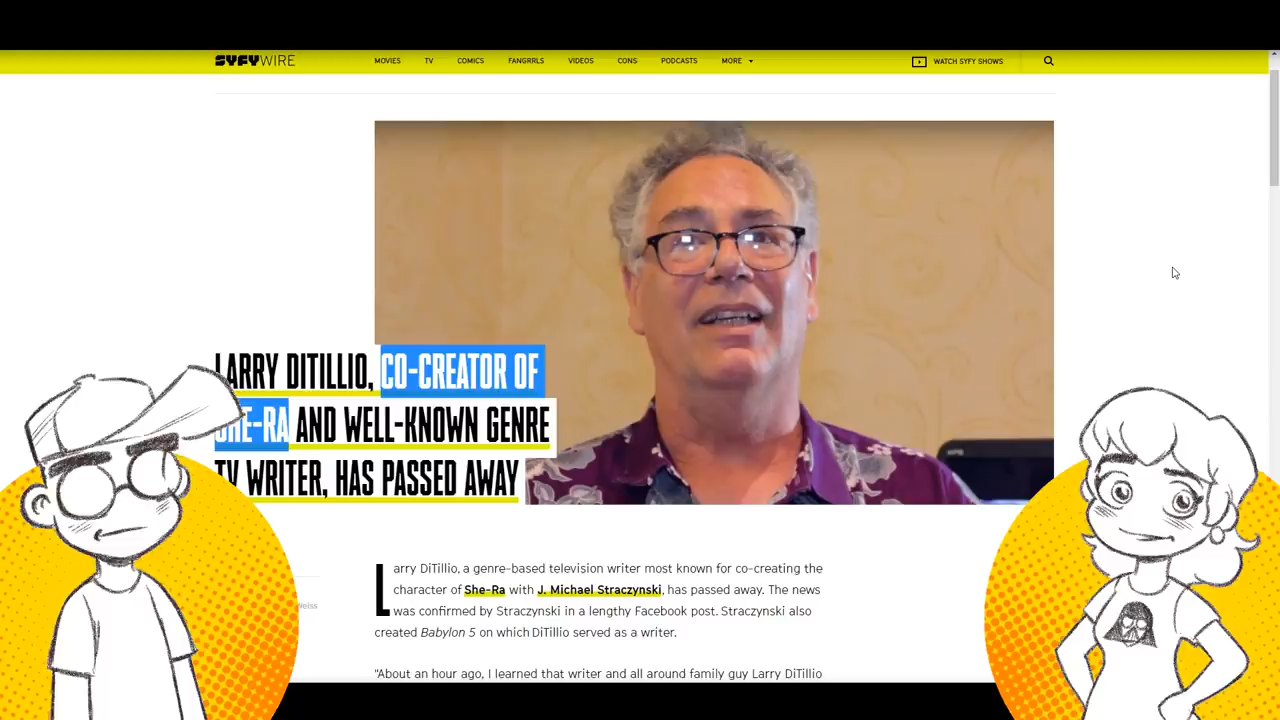 SYFYWIRE MOVIES TV COMICS FANGRRLS VIDEOS CONS PODCASTS MORE WATCH SYFY SHOWS
LARRY DITILLIO, CO-CREATOR OF
SHE-RA AND WELL-KNOWN GENRE
TV WRITER, HAS PASSED AWAY
Larry DiTillio, a genre-based television writer most known for co-creating the
character of She-Ra with J. Michael Straczynski, has passed away. The news
was confirmed by Straczynski in a lengthy Facebook post. Straczynski also
created Babylon 5 on which DiTillio served as a writer.
Weiss
"About an hour ago, I learned that writer and all around family guy Larry DiTillio